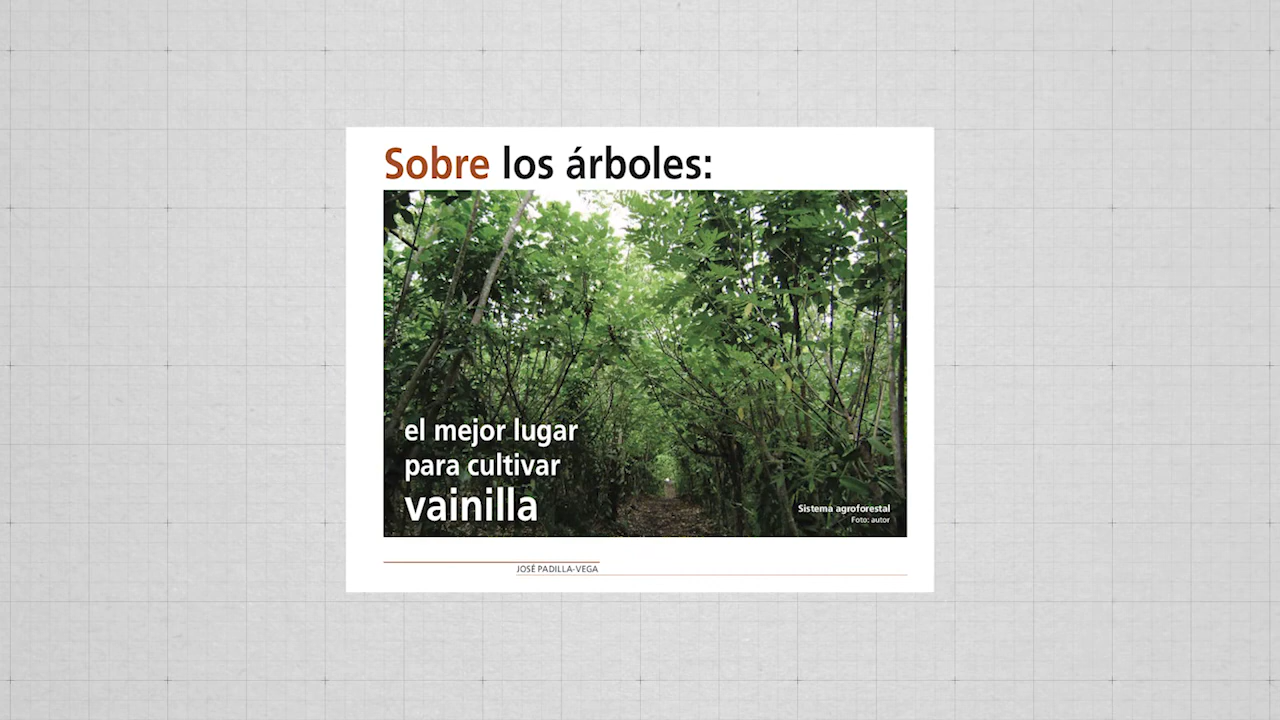 Sobre los árboles:
el mejor lugar
para cultivar
vainilla
Sistema agroforestal
Foto: autor
JOSÉ PADILLA-VEGA